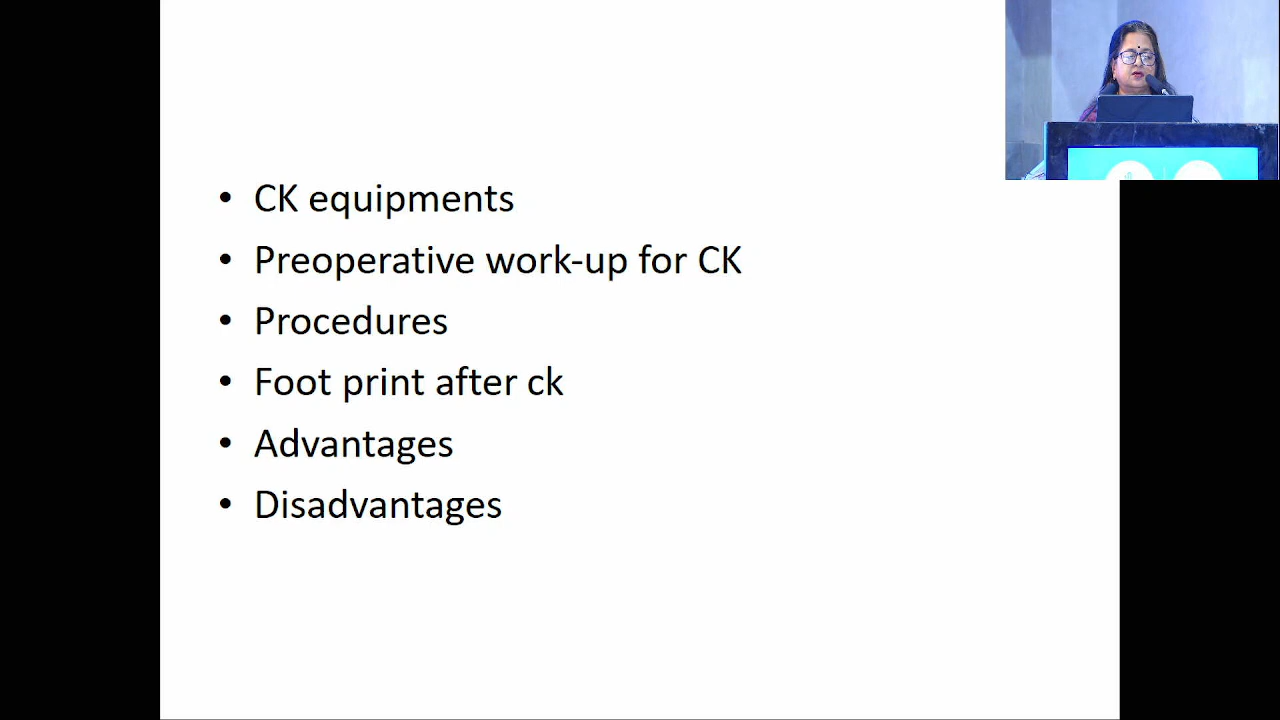 • CK equipments
• Preoperative work-up for CK
• Procedures
• Foot print after ck
• Advantages
• Disadvantages